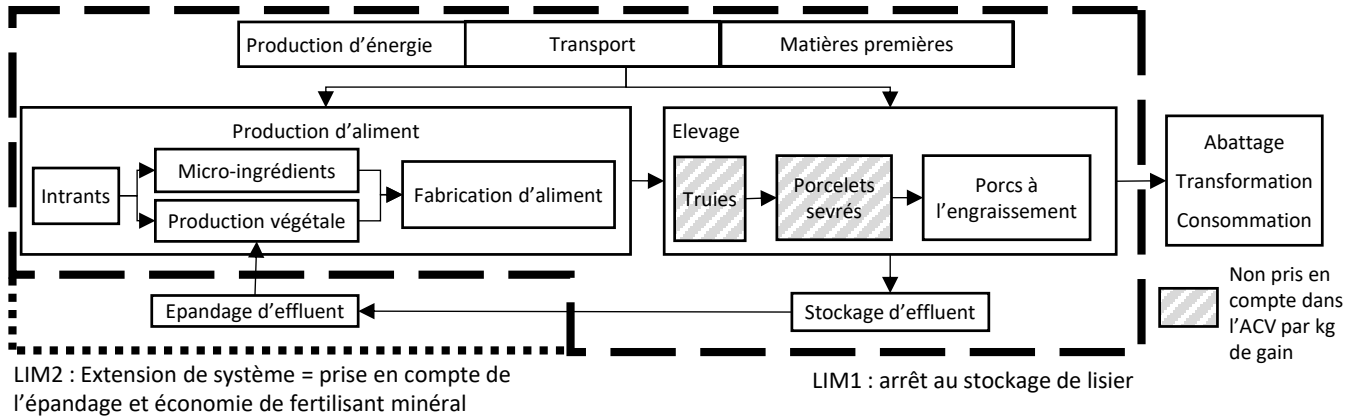 Production d’énergie
Transport
Matières premières
Production d’aliment
Intrants
Micro-ingrédients
Production végétale
Fabrication d’aliment
Elevage
Truies
Porcelets
sevrés
Porcs à
l’engraissement
Abattage
Transformation
Consommation
Epandage d’effluent
Stockage d’effluent
Non pris en
compte dans
l’ACV par kg
de gain
LIM2 : Extension de système = prise en compte de
l’épandage et économie de fertilisant minéral
LIM1 : arrêt au stockage de lisier